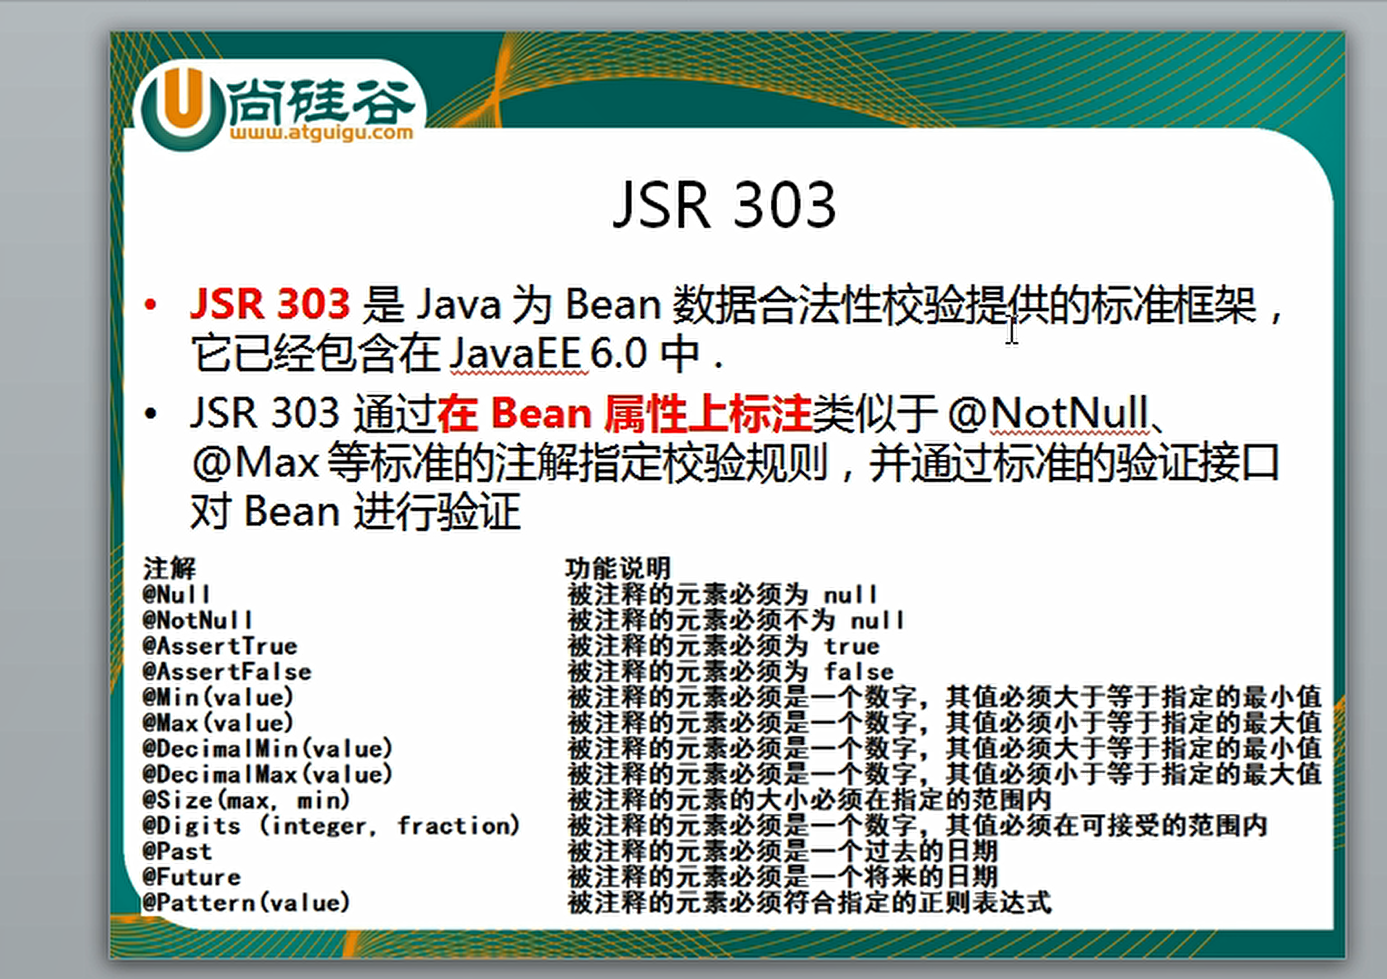 尚硅谷
www.atguigu.com
JSR 303
• JSR 303 是 Java 为 Bean 数据合法性校验提供的标准框架，
它已经包含在 JavaEE 6.0 中 .
• JSR 303 通过在 Bean 属性上标注类似于 @NotNull、
@Max 等标准的注解指定校验规则，并通过标准的验证接口
对 Bean 进行验证
注解 功能说明
@Null 被注释的元素必须为 null
@NotNull 被注释的元素必须不为 null
@AssertTrue 被注释的元素必须为 true
@AssertFalse 被注释的元素必须为 false
@Min(value) 被注释的元素必须是一个数字，其值必须大于等于指定的最小值
@Max(value) 被注释的元素必须是一个数字，其值必须小于等于指定的最大值
@DecimalMin(value) 被注释的元素必须是一个数字，其值必须大于等于指定的最小值
@DecimalMax(value) 被注释的元素必须是一个数字，其值必须小于等于指定的最大值
@Size(max, min) 被注释的元素的大小必须在指定的范围内
@Digits (integer, fraction) 被注释的元素必须是一个数字，其值必须在可接受的范围内
@Past 被注释的元素必须是一个过去的日期
@Future 被注释的元素必须是一个将来的日期
@Pattern(value) 被注释的元素必须符合指定的正则表达式